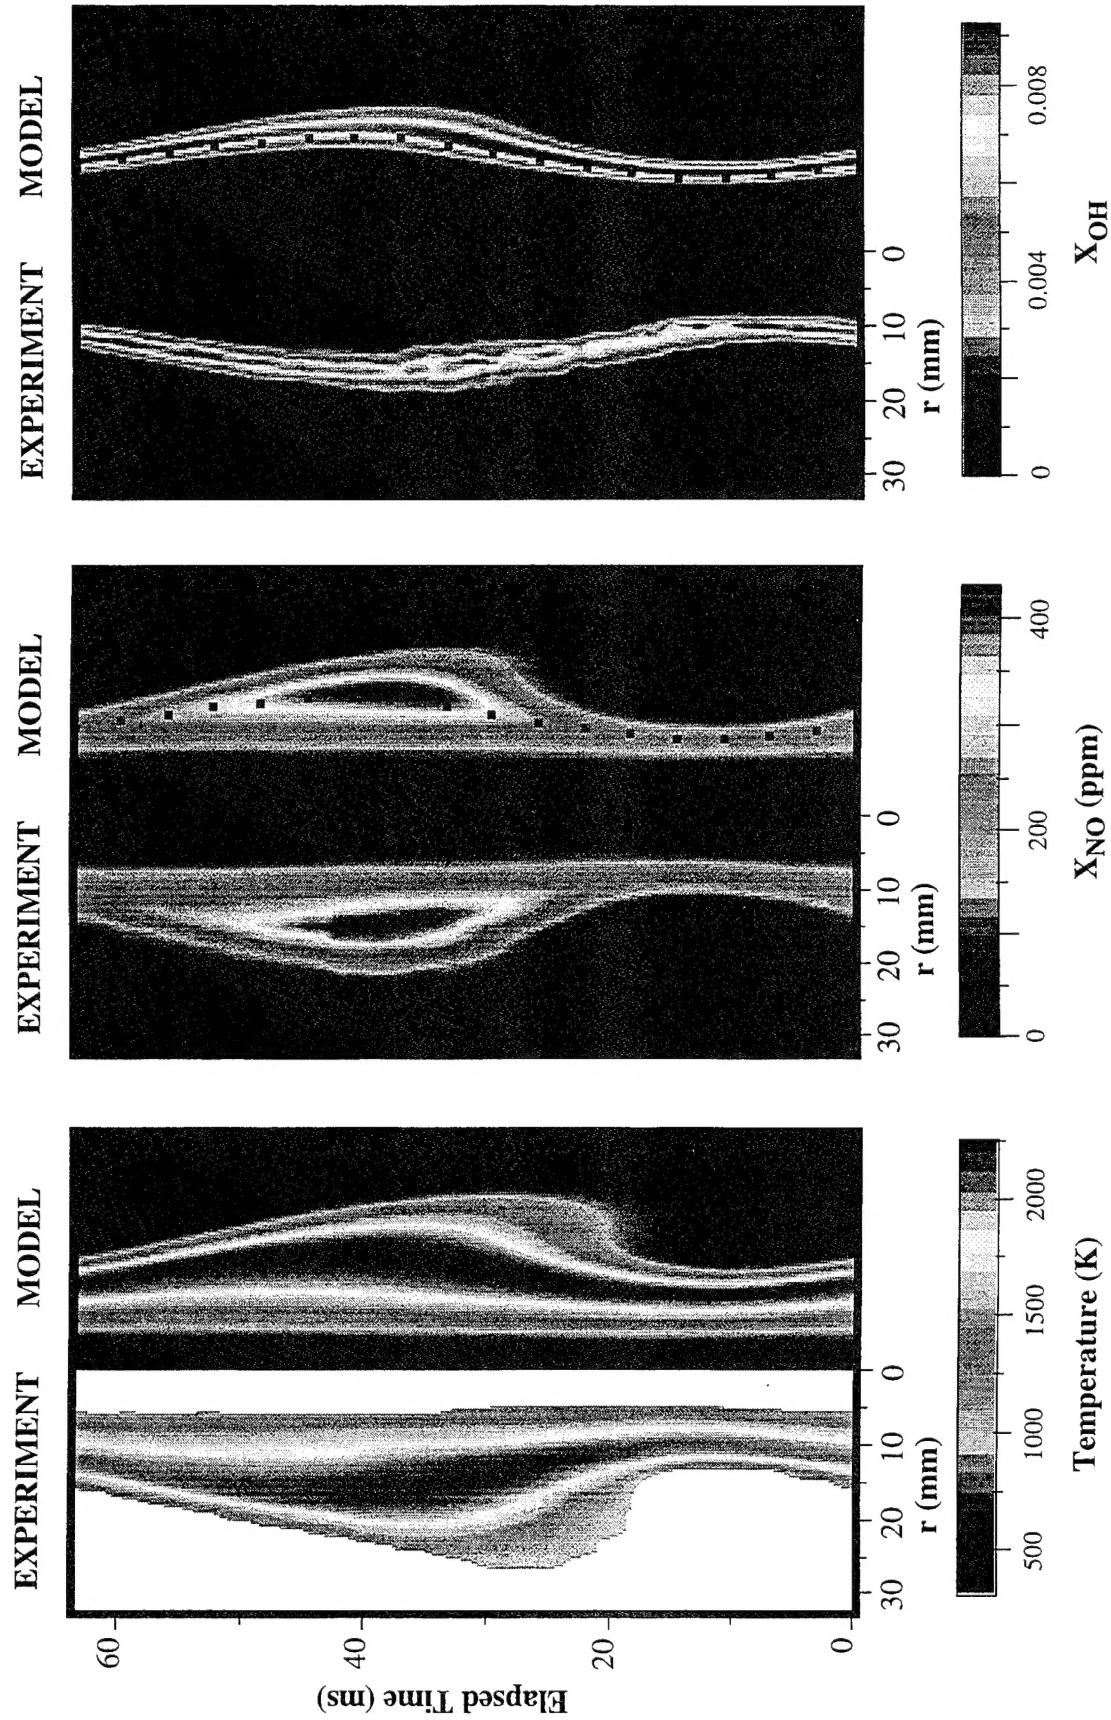 EXPERIMENT MODEL
EXPERIMENT MODEL
EXPERIMENT MODEL
Elapsed Time (ms)
60
40
20
0
30 20 10 0
r (mm)
30 20 10 0
r (mm)
30 20 10 0
r (mm)
500 1000 1500 2000
Temperature (K)
0 200 400
XNO (ppm)
0 0.004 0.008
XOH